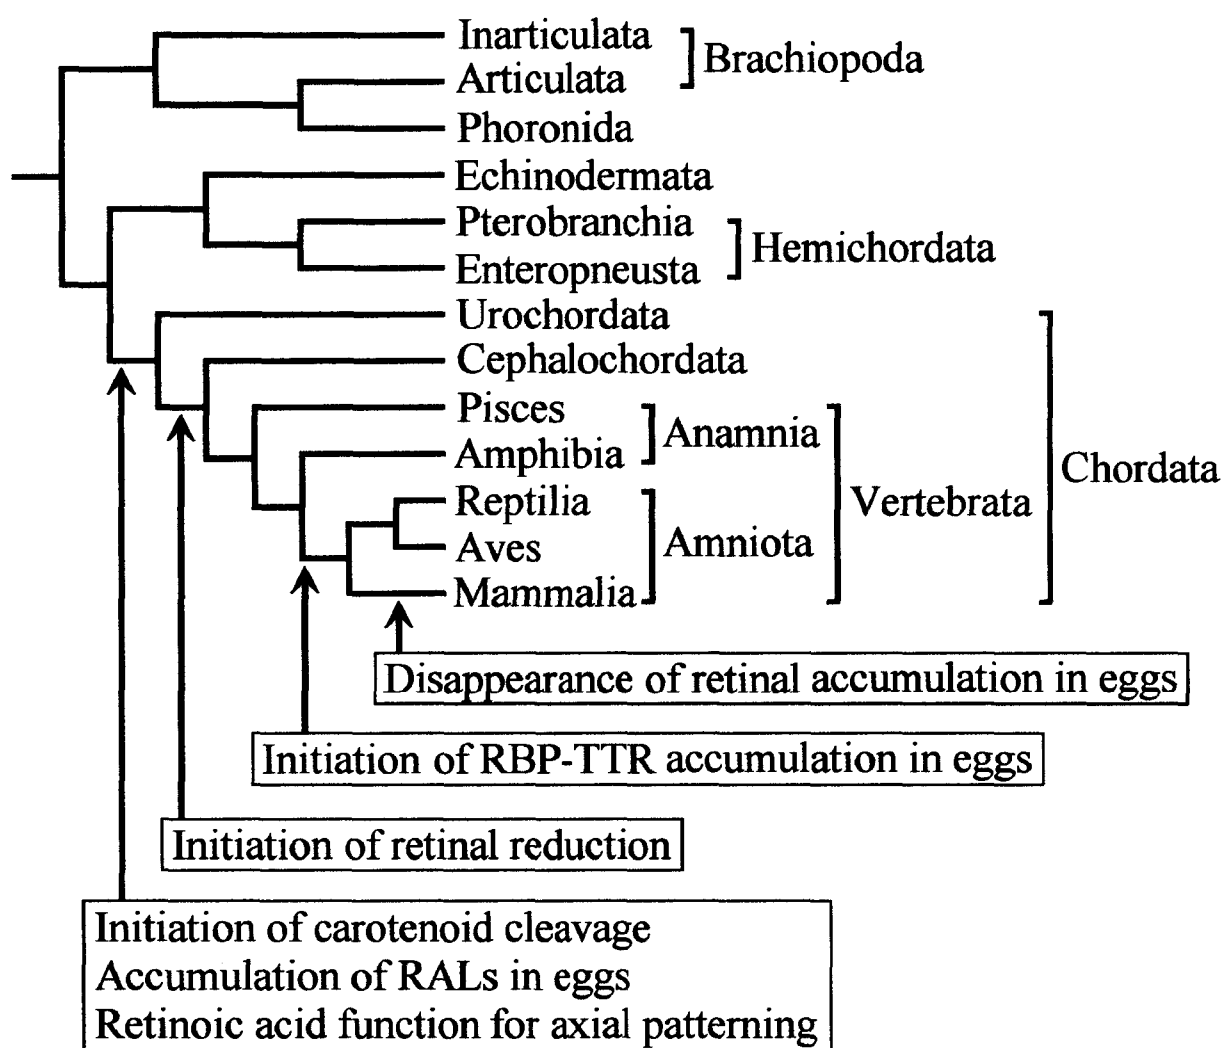 Inarticulata
Articulata
Brachiopoda
Phoronida
Echinodermata
Pterobranchia
Enteropneusta
Hemichordata
Urochordata
Cephalochordata
Pisces
Amphibia
Anamnia
Reptilia
Aves
Mammalia
Amniota
Vertebrata
Chordata
Disappearance of retinal accumulation in eggs
Initiation of RBP-TTR accumulation in eggs
Initiation of retinal reduction
Initiation of carotenoid cleavage
Accumulation of RALs in eggs
Retinoic acid function for axial patterning